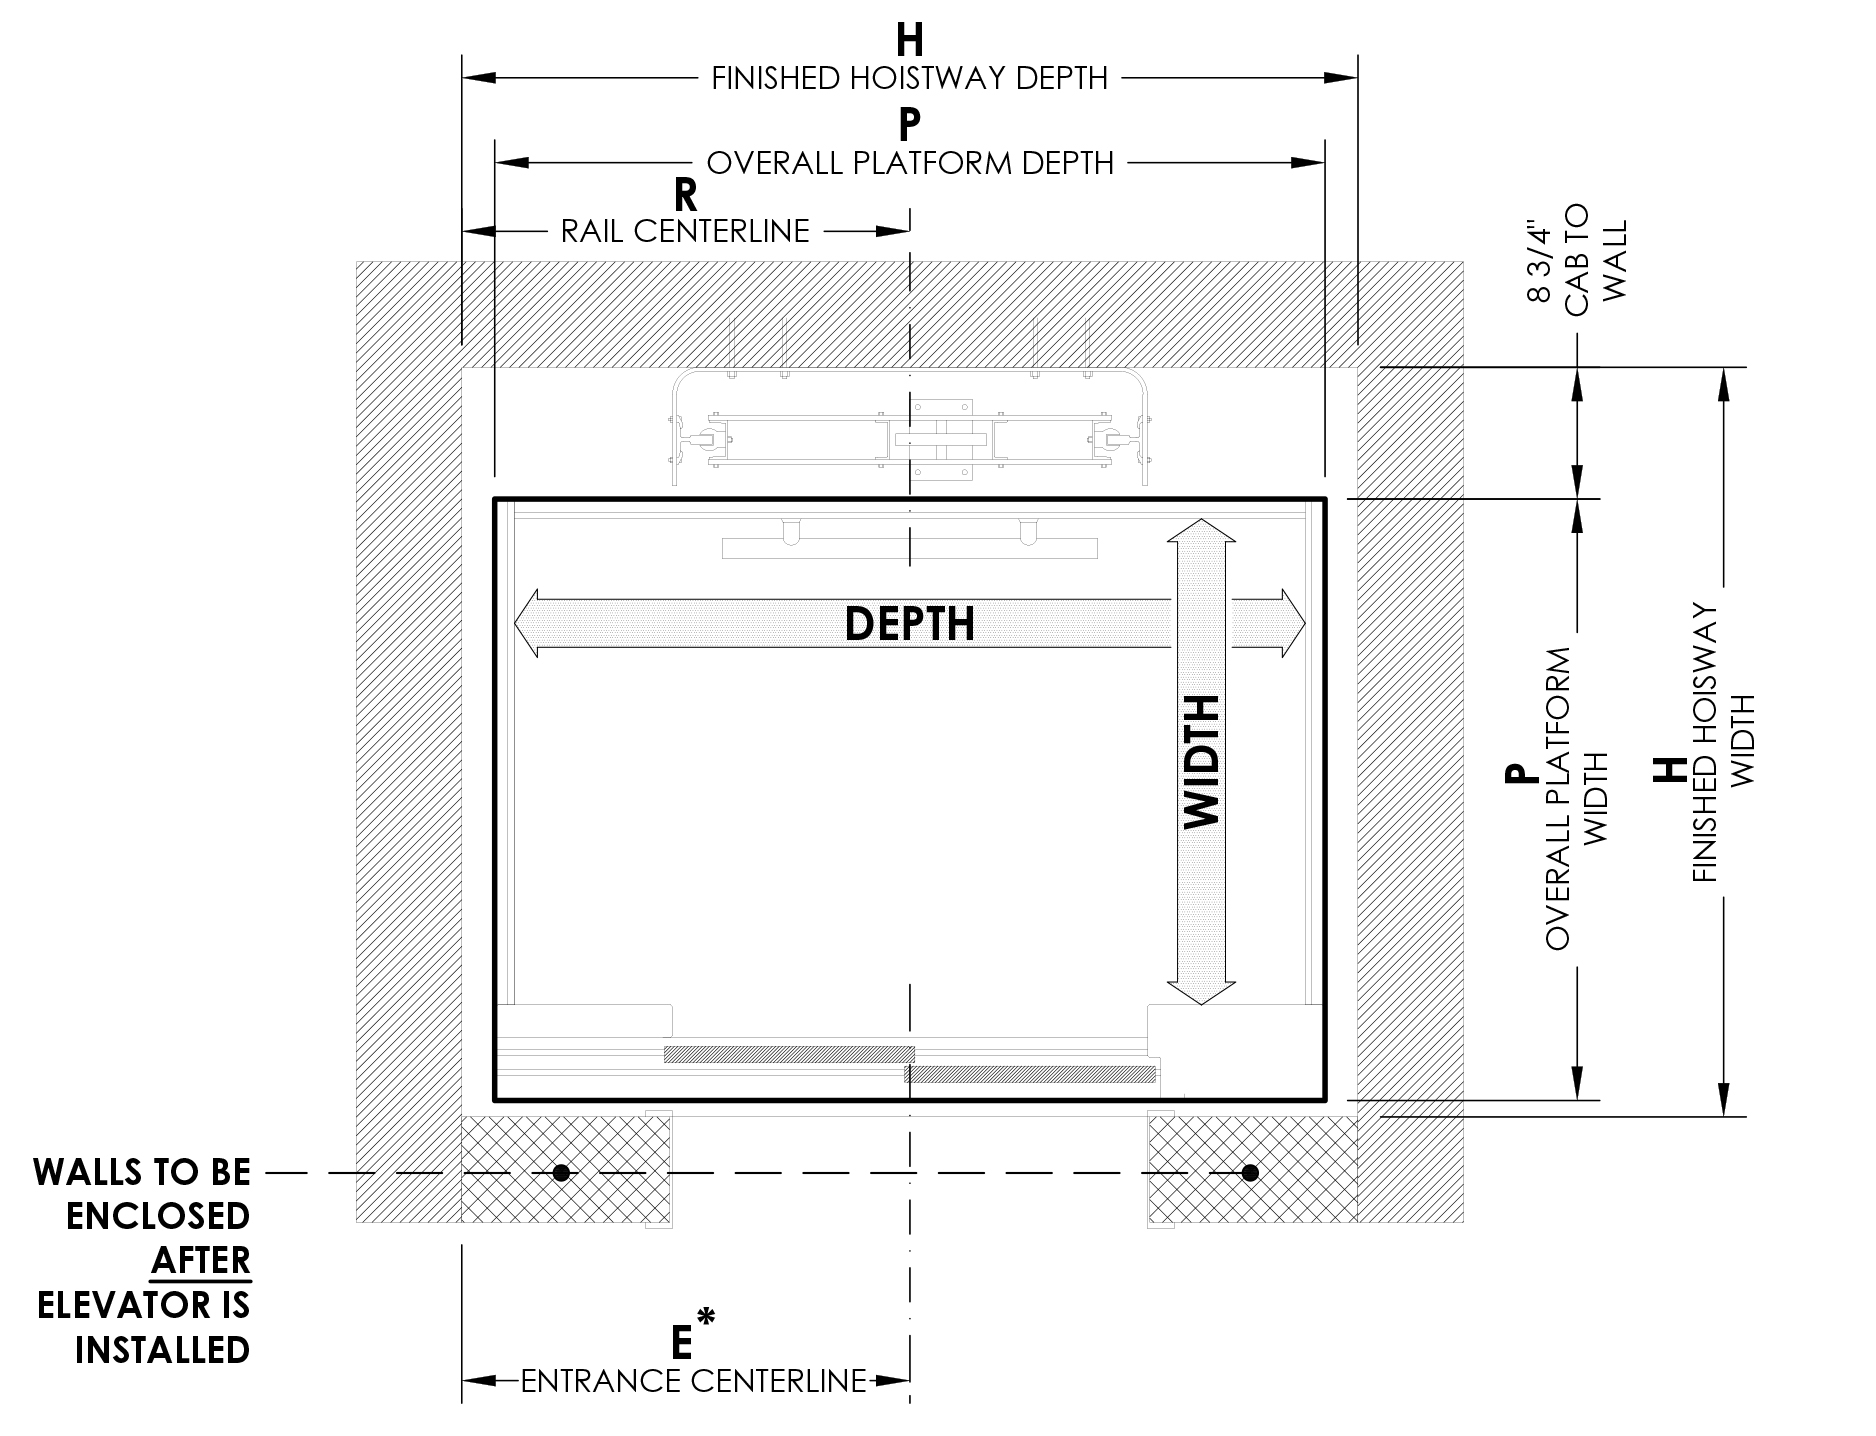 H
FINISHED HOISTWAY DEPTH
P
OVERALL PLATFORM DEPTH
R
RAIL CENTERLINE
8 3/4"
CAB TO
WALL
DEPTH
WIDTH
P
OVERALL PLATFORM
WIDTH
H
FINISHED HOISWAY
WIDTH
WALLS TO BE
ENCLOSED
AFTER
ELEVATOR IS
INSTALLED
E*
ENTRANCE CENTERLINE